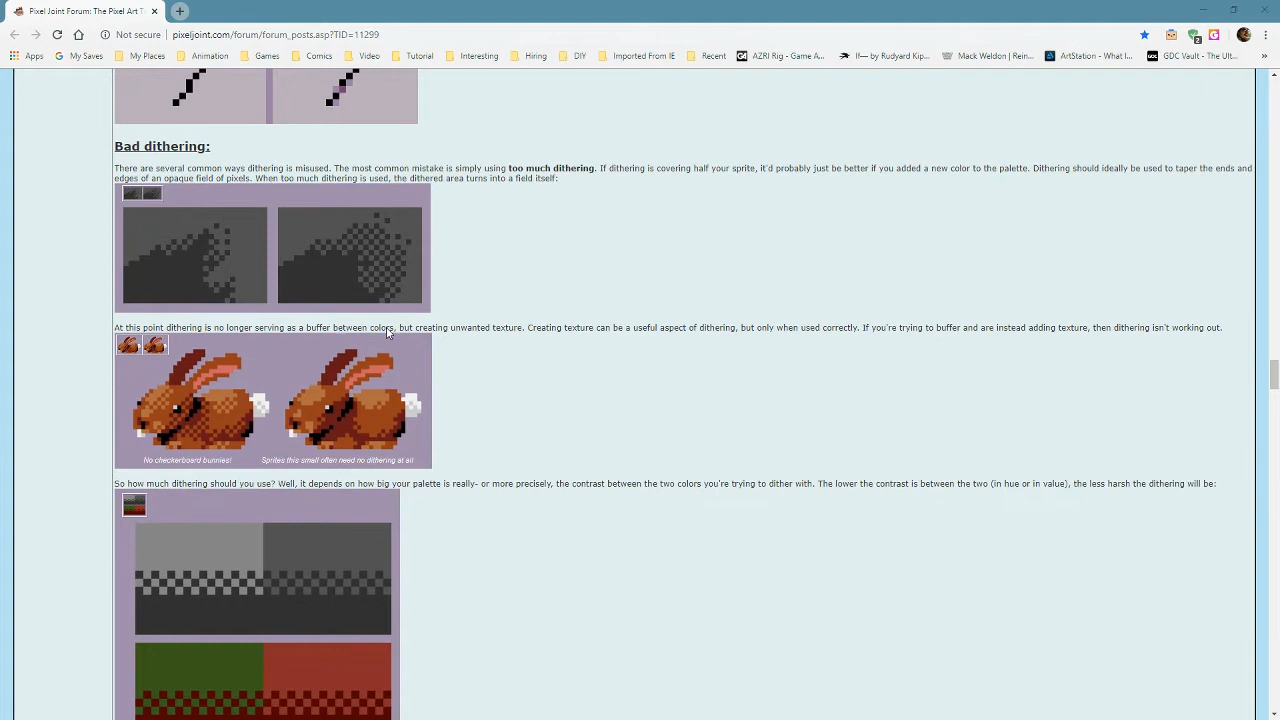 Pixel Joint Forum: The Pixel Art T
Not secure
pixeljoint.com/forum/forum_posts.asp?TID=11299
Apps
My Saves
My Places
Animation
Games
Comics
Video
Tutorial
Interesting
Hiring
DIY
Imported From IE
Recent
AZRI Rig - Game A...
If— by Rudyard Kip...
Mack Weldon | Rein...
ArtStation - What I...
GDC Vault - The Ult...
Bad dithering:
There are several common ways dithering is misused. The most common mistake is simply using too much dithering. If dithering is covering half your sprite, it'd probably just be better if you added a new color to the palette. Dithering should ideally be used to taper the ends and
edges of an opaque field of pixels. When too much dithering is used, the dithered area turns into a field itself:
At this point dithering is no longer serving as a buffer between colors, but creating unwanted texture. Creating texture can be a useful aspect of dithering, but only when used correctly. If you're trying to buffer and are instead adding texture, then dithering isn't working out.
No checkerboard bunnies!
Sprites this small often need no dithering at all
So how much dithering should you use? Well, it depends on how big your palette is really- or more precisely, the contrast between the two colors you're trying to dither with. The lower the contrast is between the two (in hue or in value), the less harsh the dithering will be: